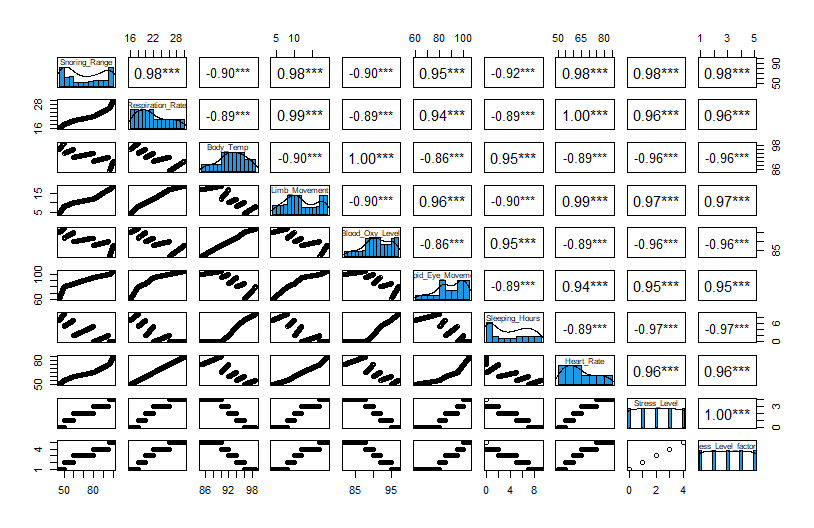 16 22 28 5 10 60 80 100 50 65 80 1 3 5
Snoring_Range 0.98*** -0.90*** 0.98*** -0.90*** 0.95*** -0.92*** 0.98*** 0.98*** 0.98*** 50 90
16 28 Respiration_Rate -0.89*** 0.99*** -0.89*** 0.94*** -0.89*** 1.00*** 0.96*** 0.96***
Body_Temp -0.90*** 1.00*** -0.86*** 0.95*** -0.89*** -0.96*** -0.96*** 86 98
5 15 Limb_Movement -0.90*** 0.96*** -0.90*** 0.99*** 0.97*** 0.97***
Blood_Oxy_Level -0.86*** 0.95*** -0.89*** -0.96*** -0.96*** 85
60 100 pid_Eye_Moveme -0.89*** 0.94*** 0.95*** 0.95***
Sleeping_Hours -0.89*** -0.97*** -0.97*** 0 6
50 80 Heart_Rate 0.96*** 0.96***
Stress_Level 1.00*** 0 3
1 4 ess_Level_factor
50 80 86 92 98 85 95 0 4 8 0 2 4